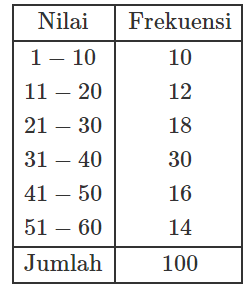 Nilai Frekuensi
1 – 10 10
11 – 20 12
21 – 30 18
31 – 40 30
41 – 50 16
51 – 60 14
Jumlah 100